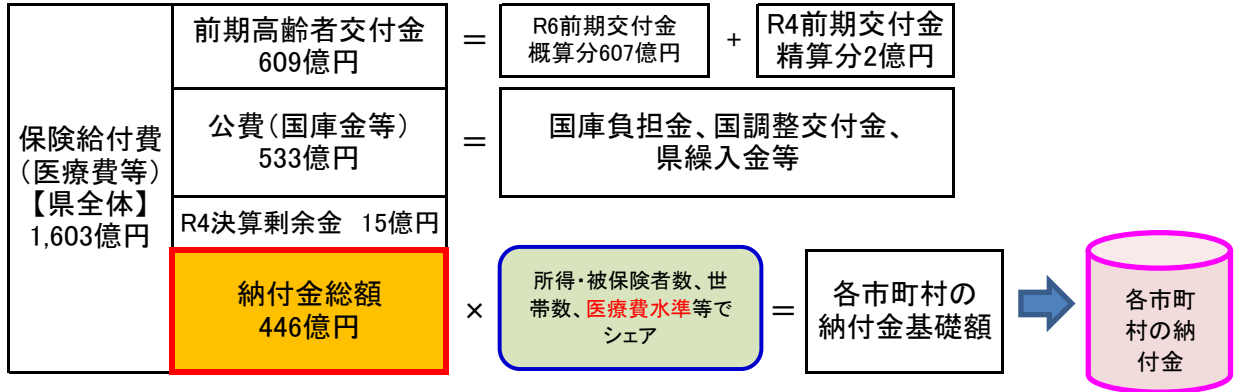 保険給付費
(医療費等)
【県全体】
1,603億円
前期高齢者交付金
609億円
＝
R6前期交付金
概算分607億円
+
R4前期交付金
精算分2億円
公費(国庫金等)
533億円
＝
国庫負担金、国調整交付金、
県繰入金等
R4決算剰余金 15億円
納付金総額
446億円
×
所得・被保険者数、世
帯数、医療費水準等で
シェア
＝
各市町村の
納付金基礎額
各市町
村の納
付金